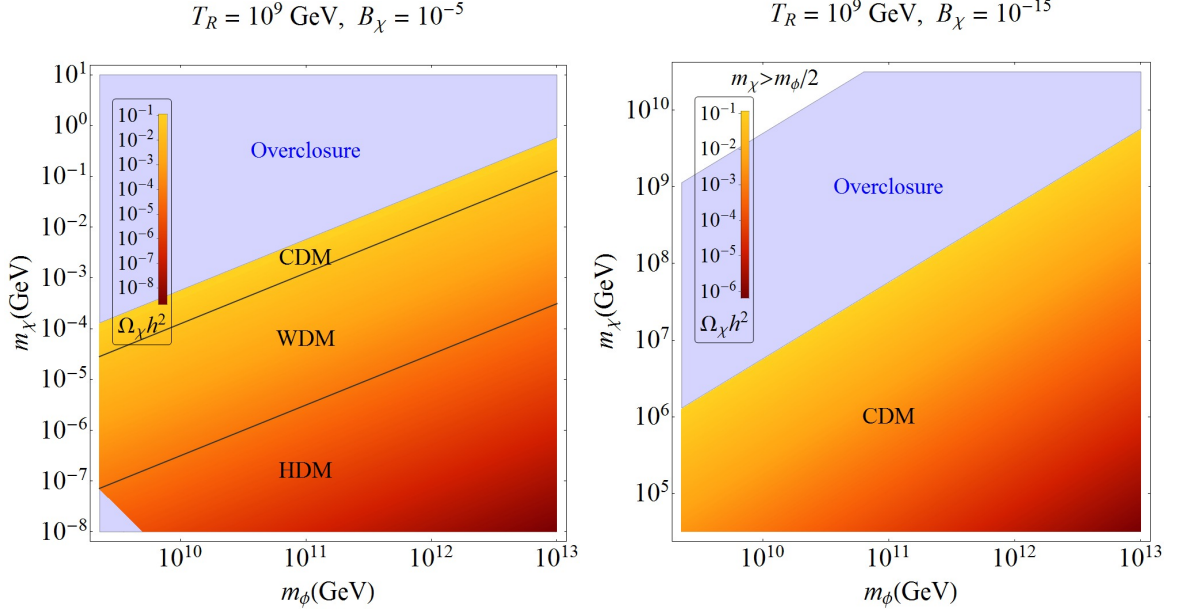 T_R = 10^9 GeV, B_χ = 10^-5
10^1
10^0
10^-1
10^-2
10^-3
10^-4
10^-5
10^-6
10^-7
10^-8
m_χ(GeV)
10^-1
10^-2
10^-3
10^-4
10^-5
10^-6
10^-7
10^-8
Ω_χ h^2
Overclosure
CDM
WDM
HDM
10^10
10^11
10^12
10^13
m_ϕ(GeV)
T_R = 10^9 GeV, B_χ = 10^-15
10^10
10^9
10^8
10^7
10^6
10^5
m_χ(GeV)
m_χ>m_ϕ/2
10^-1
10^-2
10^-3
10^-4
10^-5
10^-6
Ω_χ h^2
Overclosure
CDM
10^10
10^11
10^12
10^13
m_ϕ(GeV)